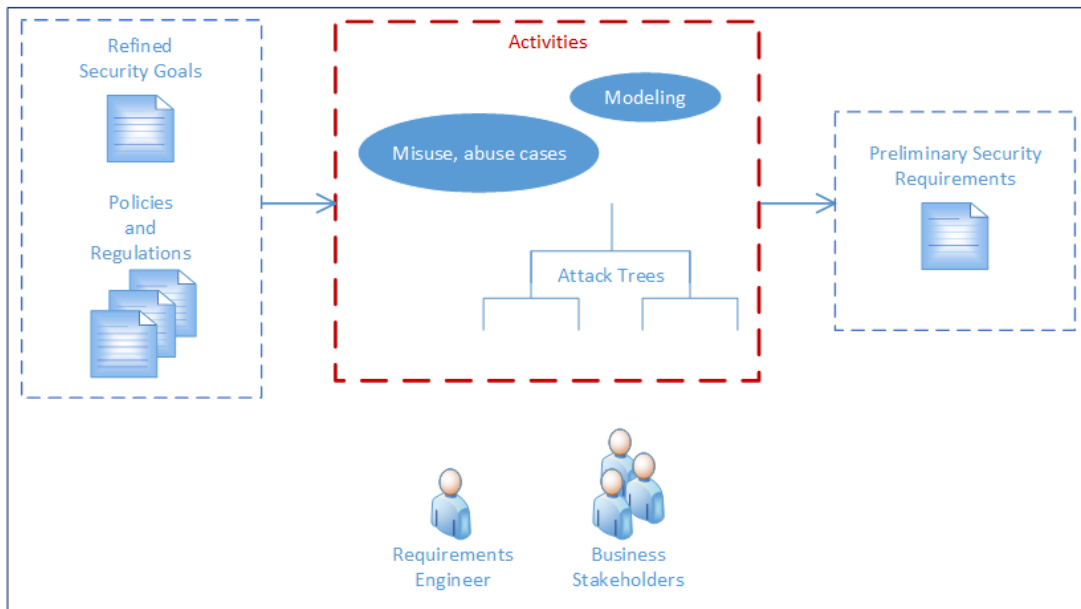 Refined
Security Goals
Policies
and
Regulations
Activities
Modeling
Misuse, abuse cases
Attack Trees
Preliminary Security
Requirements
Requirements
Engineer
Business
Stakeholders